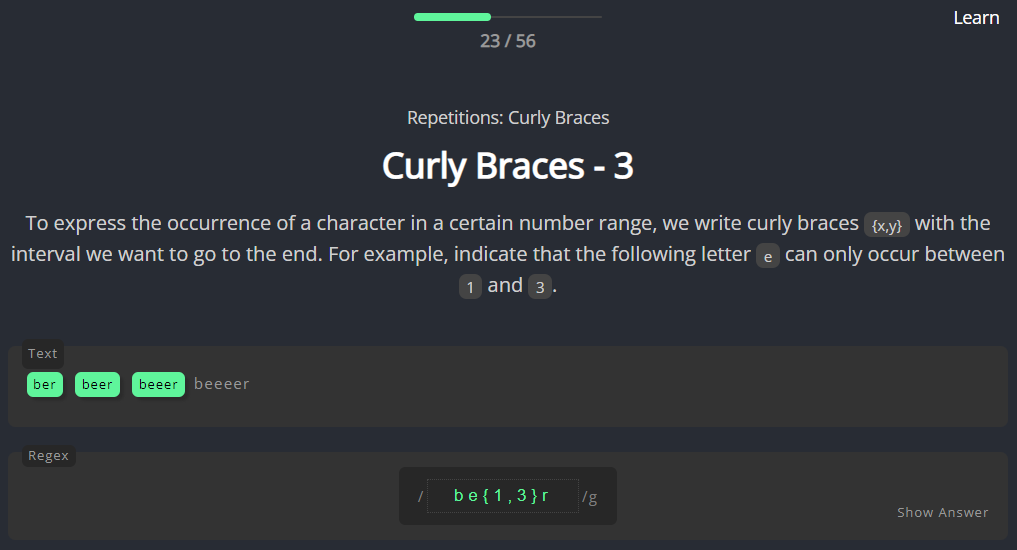 Learn
23 / 56
Repetitions: Curly Braces
Curly Braces - 3
To express the occurrence of a character in a certain number range, we write curly braces {x,y} with the
interval we want to go to the end. For example, indicate that the following letter e can only occur between
1 and 3.
Text
ber beer beeer beeeer
Regex
/ be{1,3}r /g
Show Answer